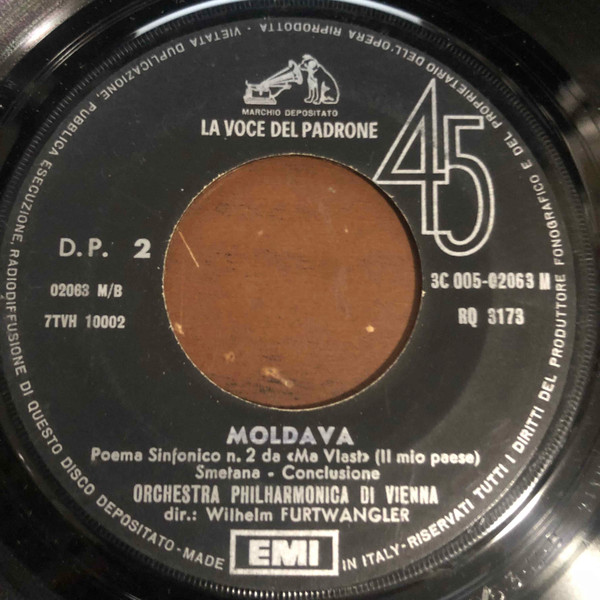 MARCHIO DEPOSITATO
LA VOCE DEL PADRONE
45
D.P. 2
02063 M/B
7TVH 10002
3C 005-02063 M
RQ 3173
MOLDAVA
Poema Sinfonico n. 2 da «Ma Vlast» (Il mio paese)
Smetana - Conclusione
ORCHESTRA PHILHARMONICA DI VIENNA
dir.: Wilhelm FURTWANGLER
EMI
MADE IN ITALY - RISERVATI TUTTI I DIRITTI DEL PRODUTTORE FONOGRAFICO E DEL PROPRIETARIO DELL'OPERA RIPRODOTTA - VIETATA DUPLICAZIONE, PUBBLICA ESECUZIONE, RADIODIFFUSIONE DI QUESTO DISCO DEPOSITATO -